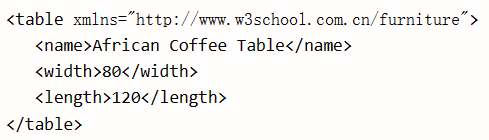 <table xmlns="http://www.w3school.com.cn/furniture">
   <name>African Coffee Table</name>
   <width>80</width>
   <length>120</length>
</table>